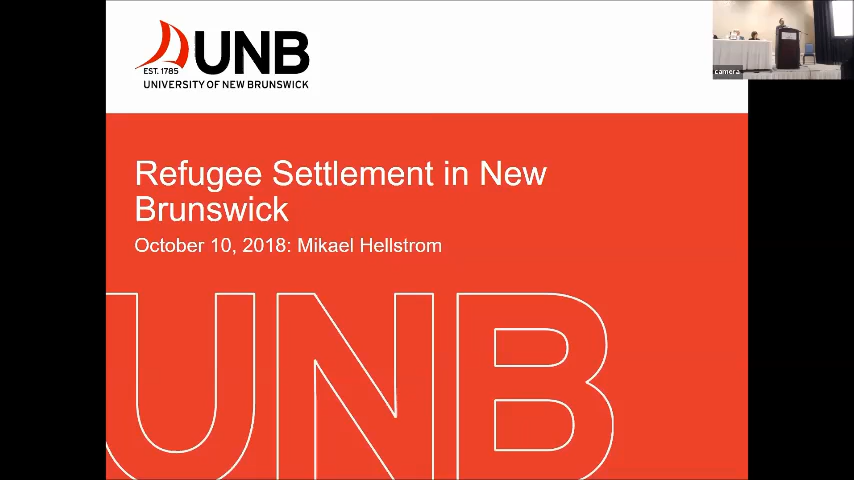 EST. 1785
UNB
UNIVERSITY OF NEW BRUNSWICK
camera
Refugee Settlement in New
Brunswick
October 10, 2018: Mikael Hellstrom
UNB